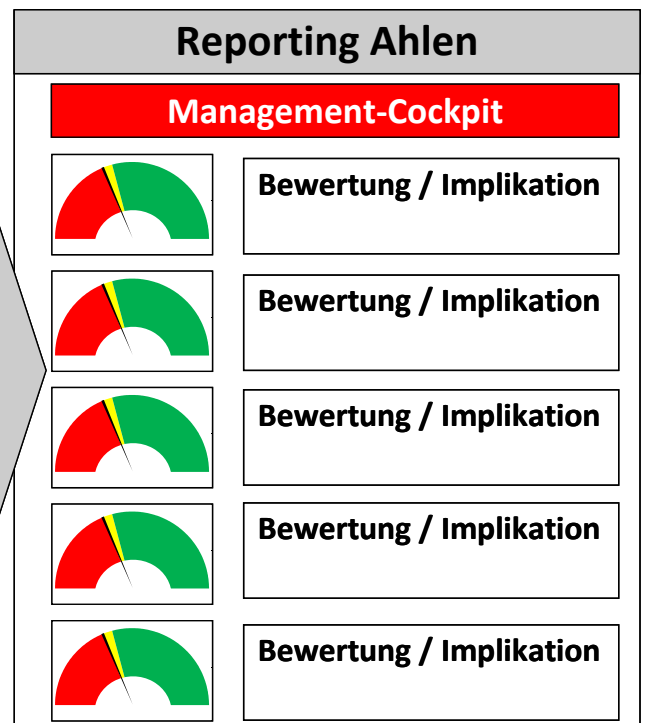 Reporting Ahlen
Management-Cockpit
Bewertung / Implikation
Bewertung / Implikation
Bewertung / Implikation
Bewertung / Implikation
Bewertung / Implikation